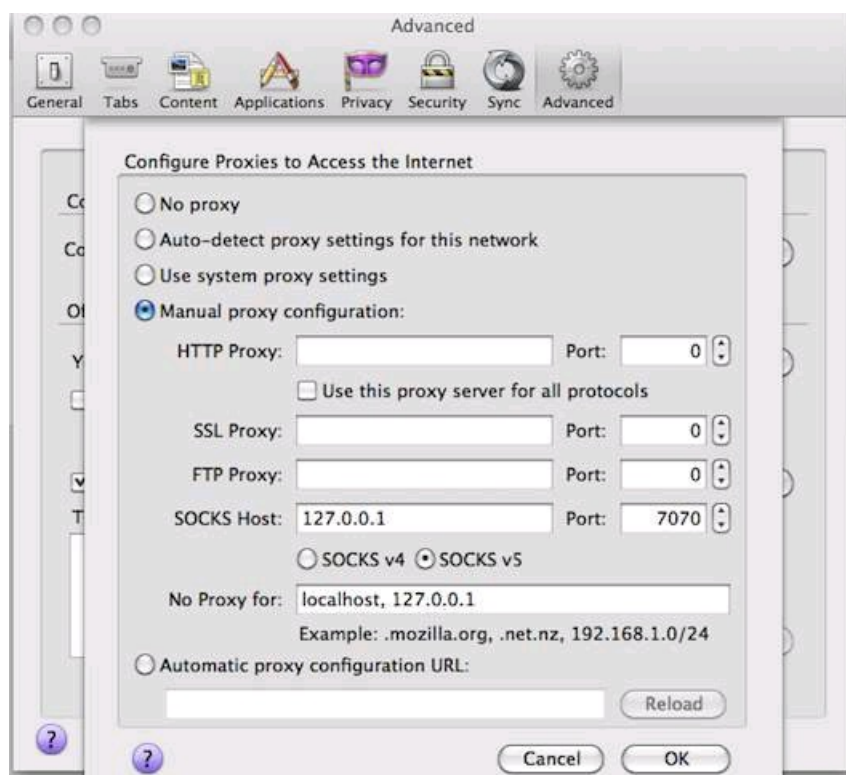 Advanced
General Tabs Content Applications Privacy Security Sync Advanced
Configure Proxies to Access the Internet
No proxy
Auto-detect proxy settings for this network
Use system proxy settings
Manual proxy configuration:
HTTP Proxy: Port: 0
Use this proxy server for all protocols
SSL Proxy: Port: 0
FTP Proxy: Port: 0
SOCKS Host: 127.0.0.1 Port: 7070
SOCKS v4 SOCKS v5
No Proxy for: localhost, 127.0.0.1
Example: .mozilla.org, .net.nz, 192.168.1.0/24
Automatic proxy configuration URL:
Reload
? ? Cancel OK